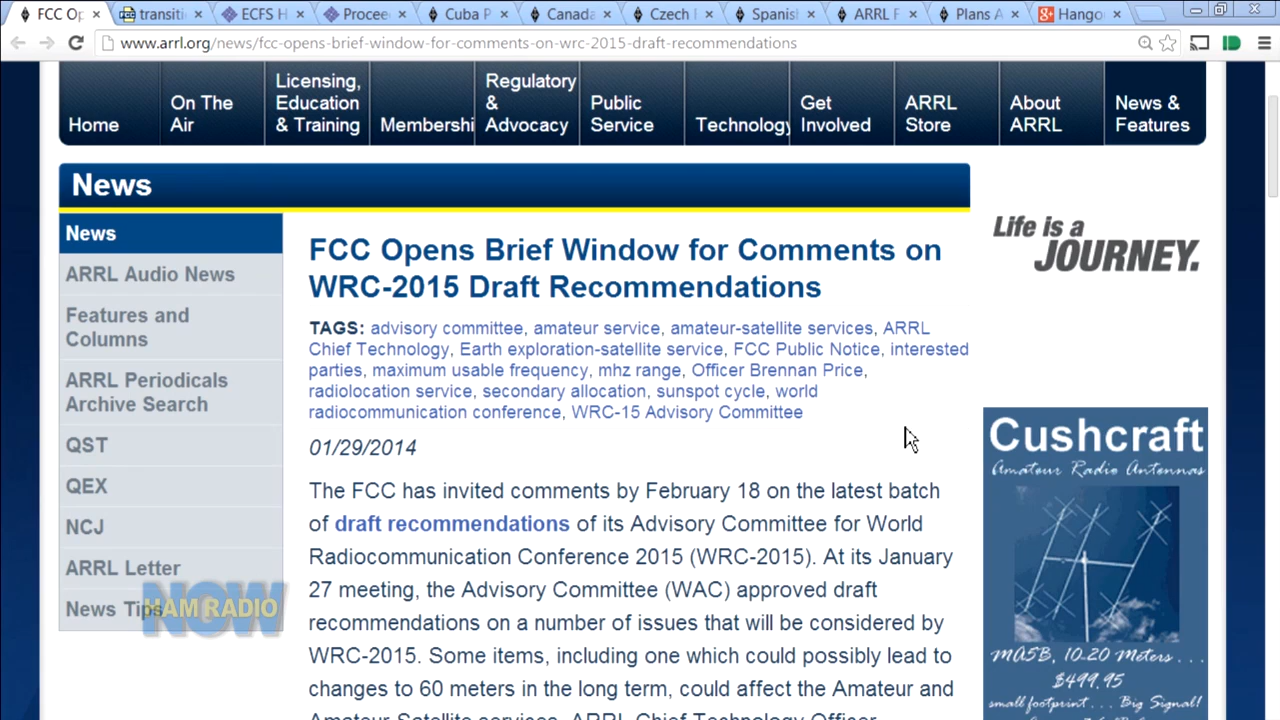 FCC Op
transiti
ECFS H
Procee
Cuba P
Canada
Czech
Spanis
ARRL F
Plans A
Hango
www.arrl.org/news/fcc-opens-brief-window-for-comments-on-wrc-2015-draft-recommendations
Home
On The
Air
Licensing,
Education
& Training
Membershi
Regulatory
&
Advocacy
Public
Service
Technology
Get
Involved
ARRL
Store
About
ARRL
News &
Features
News
News
ARRL Audio News
Features and
Columns
ARRL Periodicals
Archive Search
QST
QEX
NCJ
ARRL Letter
News Tips
HAM RADIO
NOW
FCC Opens Brief Window for Comments on
WRC-2015 Draft Recommendations
TAGS: advisory committee, amateur service, amateur-satellite services, ARRL
Chief Technology, Earth exploration-satellite service, FCC Public Notice, interested
parties, maximum usable frequency, mhz range, Officer Brennan Price,
radiolocation service, secondary allocation, sunspot cycle, world
radiocommunication conference, WRC-15 Advisory Committee
01/29/2014
The FCC has invited comments by February 18 on the latest batch
of draft recommendations of its Advisory Committee for World
Radiocommunication Conference 2015 (WRC-2015). At its January
27 meeting, the Advisory Committee (WAC) approved draft
recommendations on a number of issues that will be considered by
WRC-2015. Some items, including one which could possibly lead to
changes to 60 meters in the long term, could affect the Amateur and
Amateur-Satellite services, ARRL Chief Technology Officer
Life is a
JOURNEY.
Cushcraft
Amateur Radio Antennas
MA5B, 10-20 Meters . . .
$499.95
small footprint . . . Big Signal!